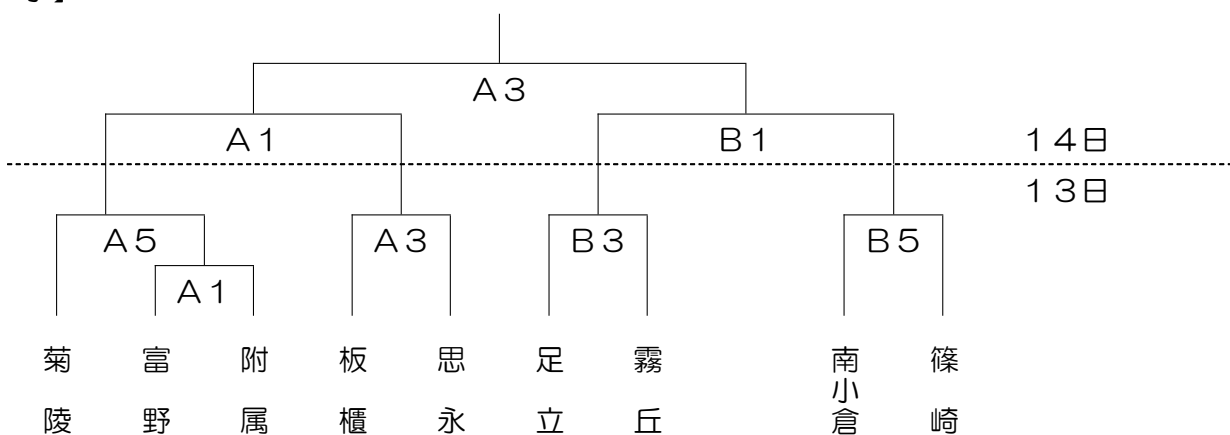 Ａ３
Ａ１ Ｂ１ １４日
１３日
Ａ５ Ａ３ Ｂ３ Ｂ５
Ａ１
菊陵 富野 附属 板櫃 思永 足立 霧丘 南小倉 篠崎